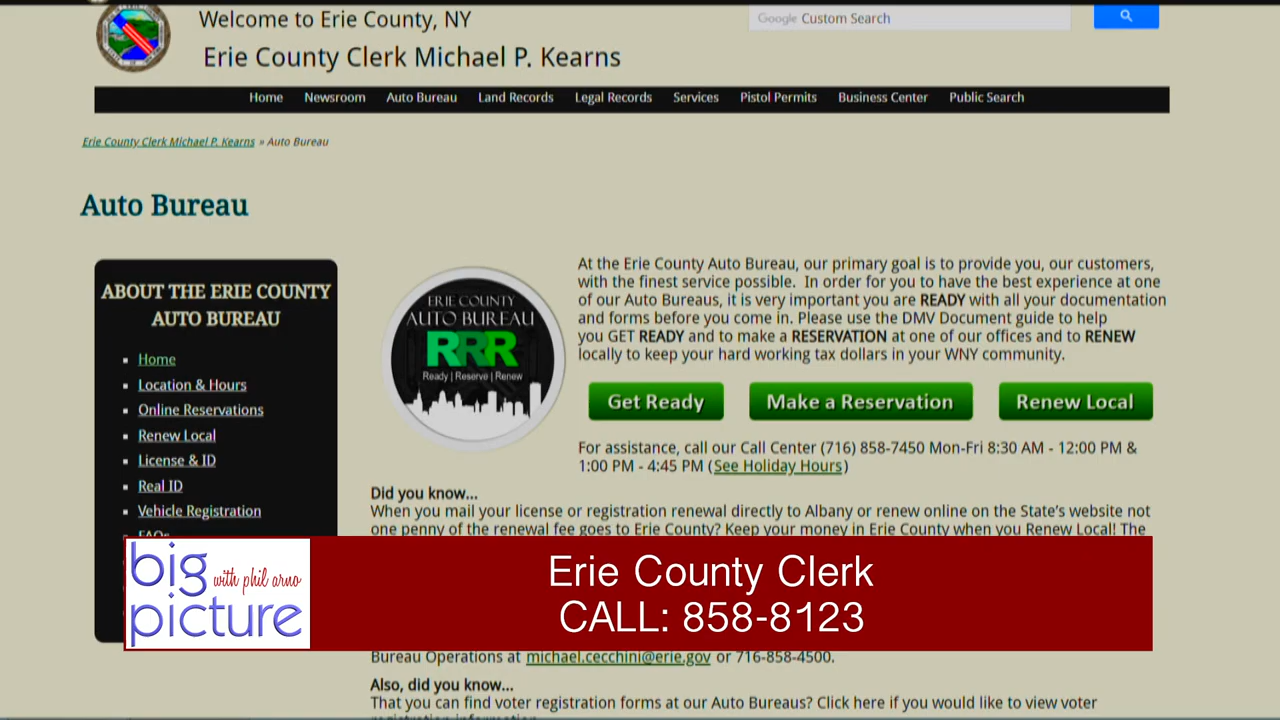 Welcome to Erie County, NY
Google Custom Search
Erie County Clerk Michael P. Kearns
Home Newsroom Auto Bureau Land Records Legal Records Services Pistol Permits Business Center Public Search
Erie County Clerk Michael P. Kearns » Auto Bureau
Auto Bureau
ABOUT THE ERIE COUNTY
AUTO BUREAU
Home
Location & Hours
Online Reservations
Renew Local
License & ID
Real ID
Vehicle Registration
FAQs
ERIE COUNTY
AUTO BUREAU
RRR
Ready | Reserve | Renew
At the Erie County Auto Bureau, our primary goal is to provide you, our customers,
with the finest service possible. In order for you to have the best experience at one
of our Auto Bureaus, it is very important you are READY with all your documentation
and forms before you come in. Please use the DMV Document guide to help
you GET READY and to make a RESERVATION at one of our offices and to RENEW
locally to keep your hard working tax dollars in your WNY community.
Get Ready Make a Reservation Renew Local
For assistance, call our Call Center (716) 858-7450 Mon-Fri 8:30 AM - 12:00 PM &
1:00 PM - 4:45 PM (See Holiday Hours)
Did you know...
When you mail your license or registration renewal directly to Albany or renew online on the State's website not
one penny of the renewal fee goes to Erie County? Keep your money in Erie County when you Renew Local! The
big
with phil arno
picture
Erie County Clerk
CALL: 858-8123
Bureau Operations at michael.cecchini@erie.gov or 716-858-4500.
Also, did you know...
That you can find voter registration forms at our Auto Bureaus? Click here if you would like to view voter
registration information.